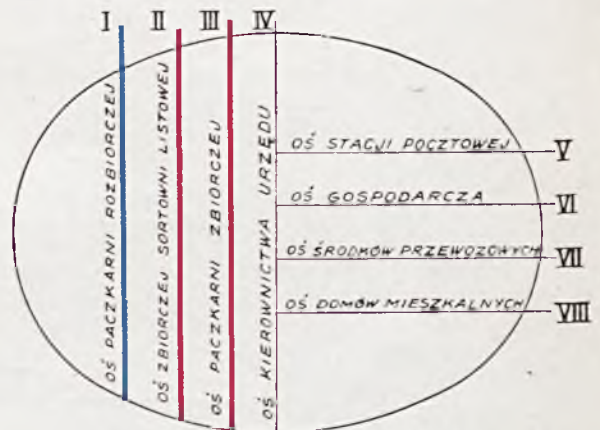 I
II
III
IV
OŚ PACZKARNI ROZBIORCZEJ
OŚ ZBIORCZEJ SORTOWNI LISTOWEJ
OŚ PACZKARNI ZBIORCZEJ
OŚ KIEROWNICTWA URZĘDU
OŚ STACJI POCZTOWEJ
V
OŚ GOSPODARCZA
VI
OŚ ŚRODKÓW PRZEWOZOWYCH
VII
OŚ DOMÓW MIESZKALNYCH
VIII